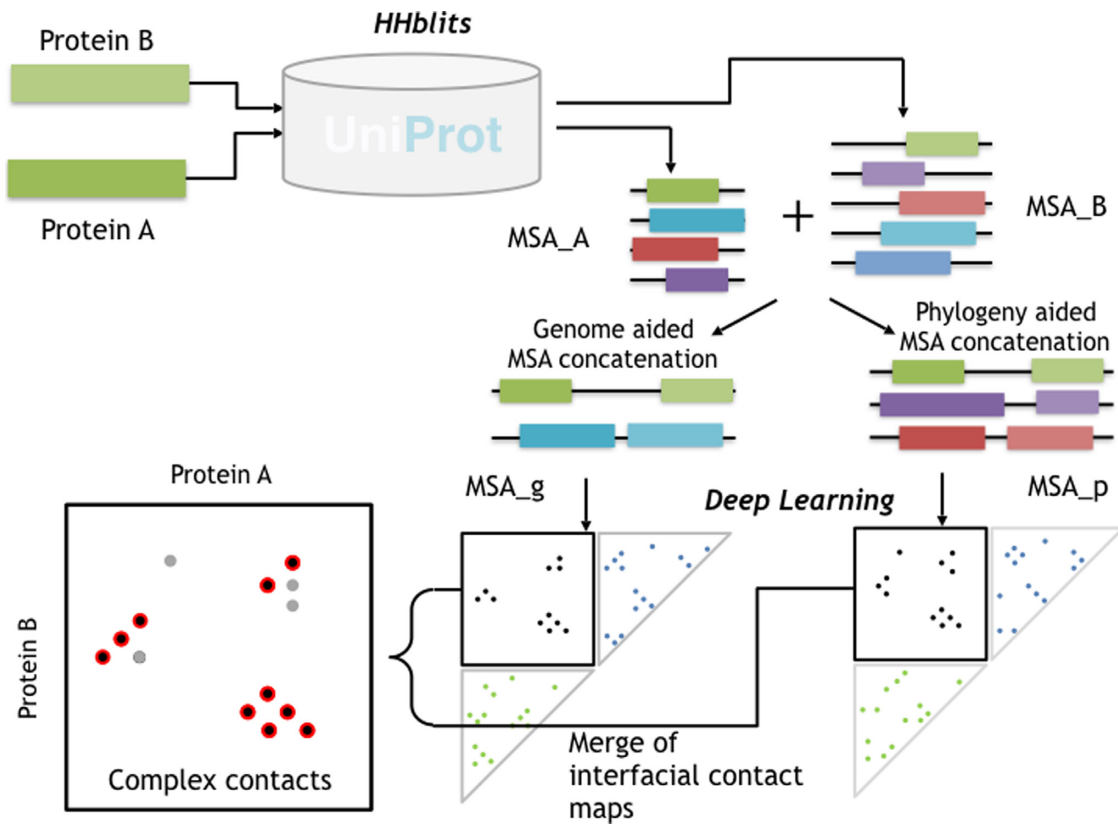 HHblits
Protein B
UniProt
Protein A
MSA_A
+
MSA_B
Genome aided
MSA concatenation
Phylogeny aided
MSA concatenation
Protein A
MSA_g
Deep Learning
MSA_p
Protein B
Complex contacts
Merge of
interfacial contact
maps